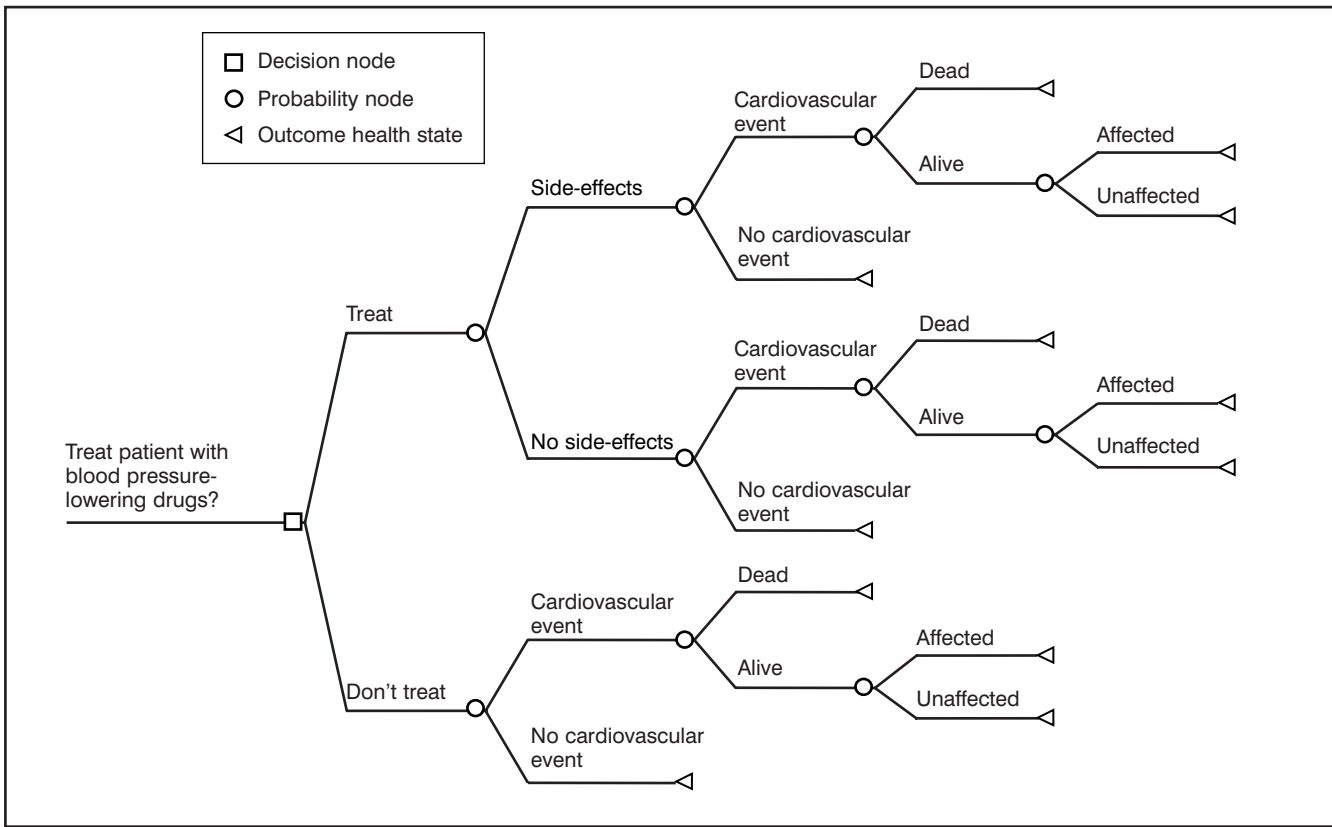 Decision node
Probability node
Outcome health state
Treat patient with
blood pressure-
lowering drugs?
Treat
Side-effects
Cardiovascular
event
Dead
Alive
Affected
Unaffected
No cardiovascular
event
No side-effects
Cardiovascular
event
Dead
Alive
Affected
Unaffected
No cardiovascular
event
Don't treat
Cardiovascular
event
Dead
Alive
Affected
Unaffected
No cardiovascular
event